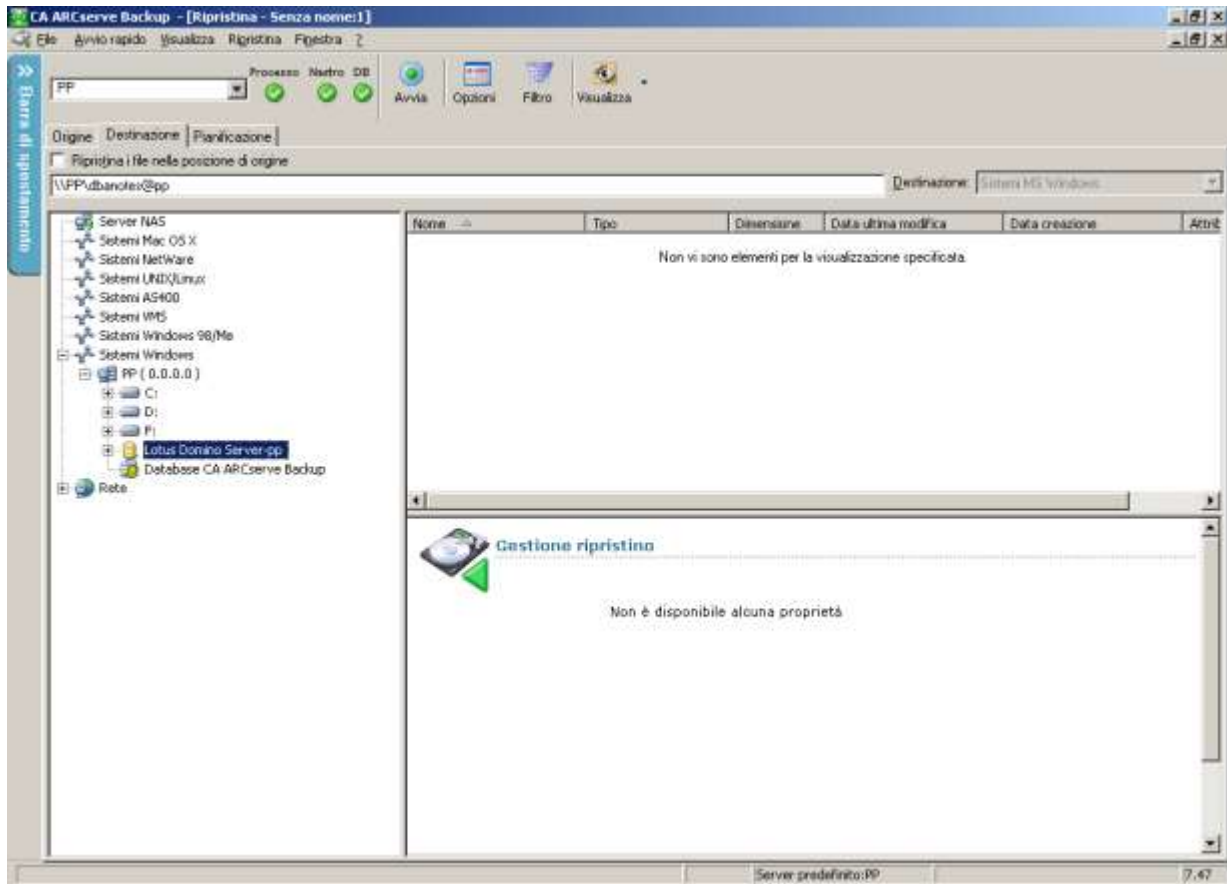 CA ARCserve Backup - [Ripristina - Senza nome:1]
File Avvio rapido Visualizza Ripristina Finestra ?
Barra di spostamento
PP
Processo Nastro DB
Avvia Opzioni Filtro Visualizza
Origine Destinazione Pianificazione
Ripristina i file nella posizione di origine
\\PP\dbanotes@pp
Destinazione: Sistemi MS Windows
Server NAS
Sistemi Mac OS X
Sistemi NetWare
Sistemi UNIX/Linux
Sistemi AS400
Sistemi VMS
Sistemi Windows 98/Me
Sistemi Windows
PP ( 0.0.0.0 )
C:
D:
F:
Lotus Domino Server-pp
Database CA ARCserve Backup
Rete
Nome Tipo Dimensione Data ultima modifica Data creazione Attrib
Non vi sono elementi per la visualizzazione specificata.
Gestione ripristino
Non è disponibile alcuna proprietà
Server predefinito:PP
7.47